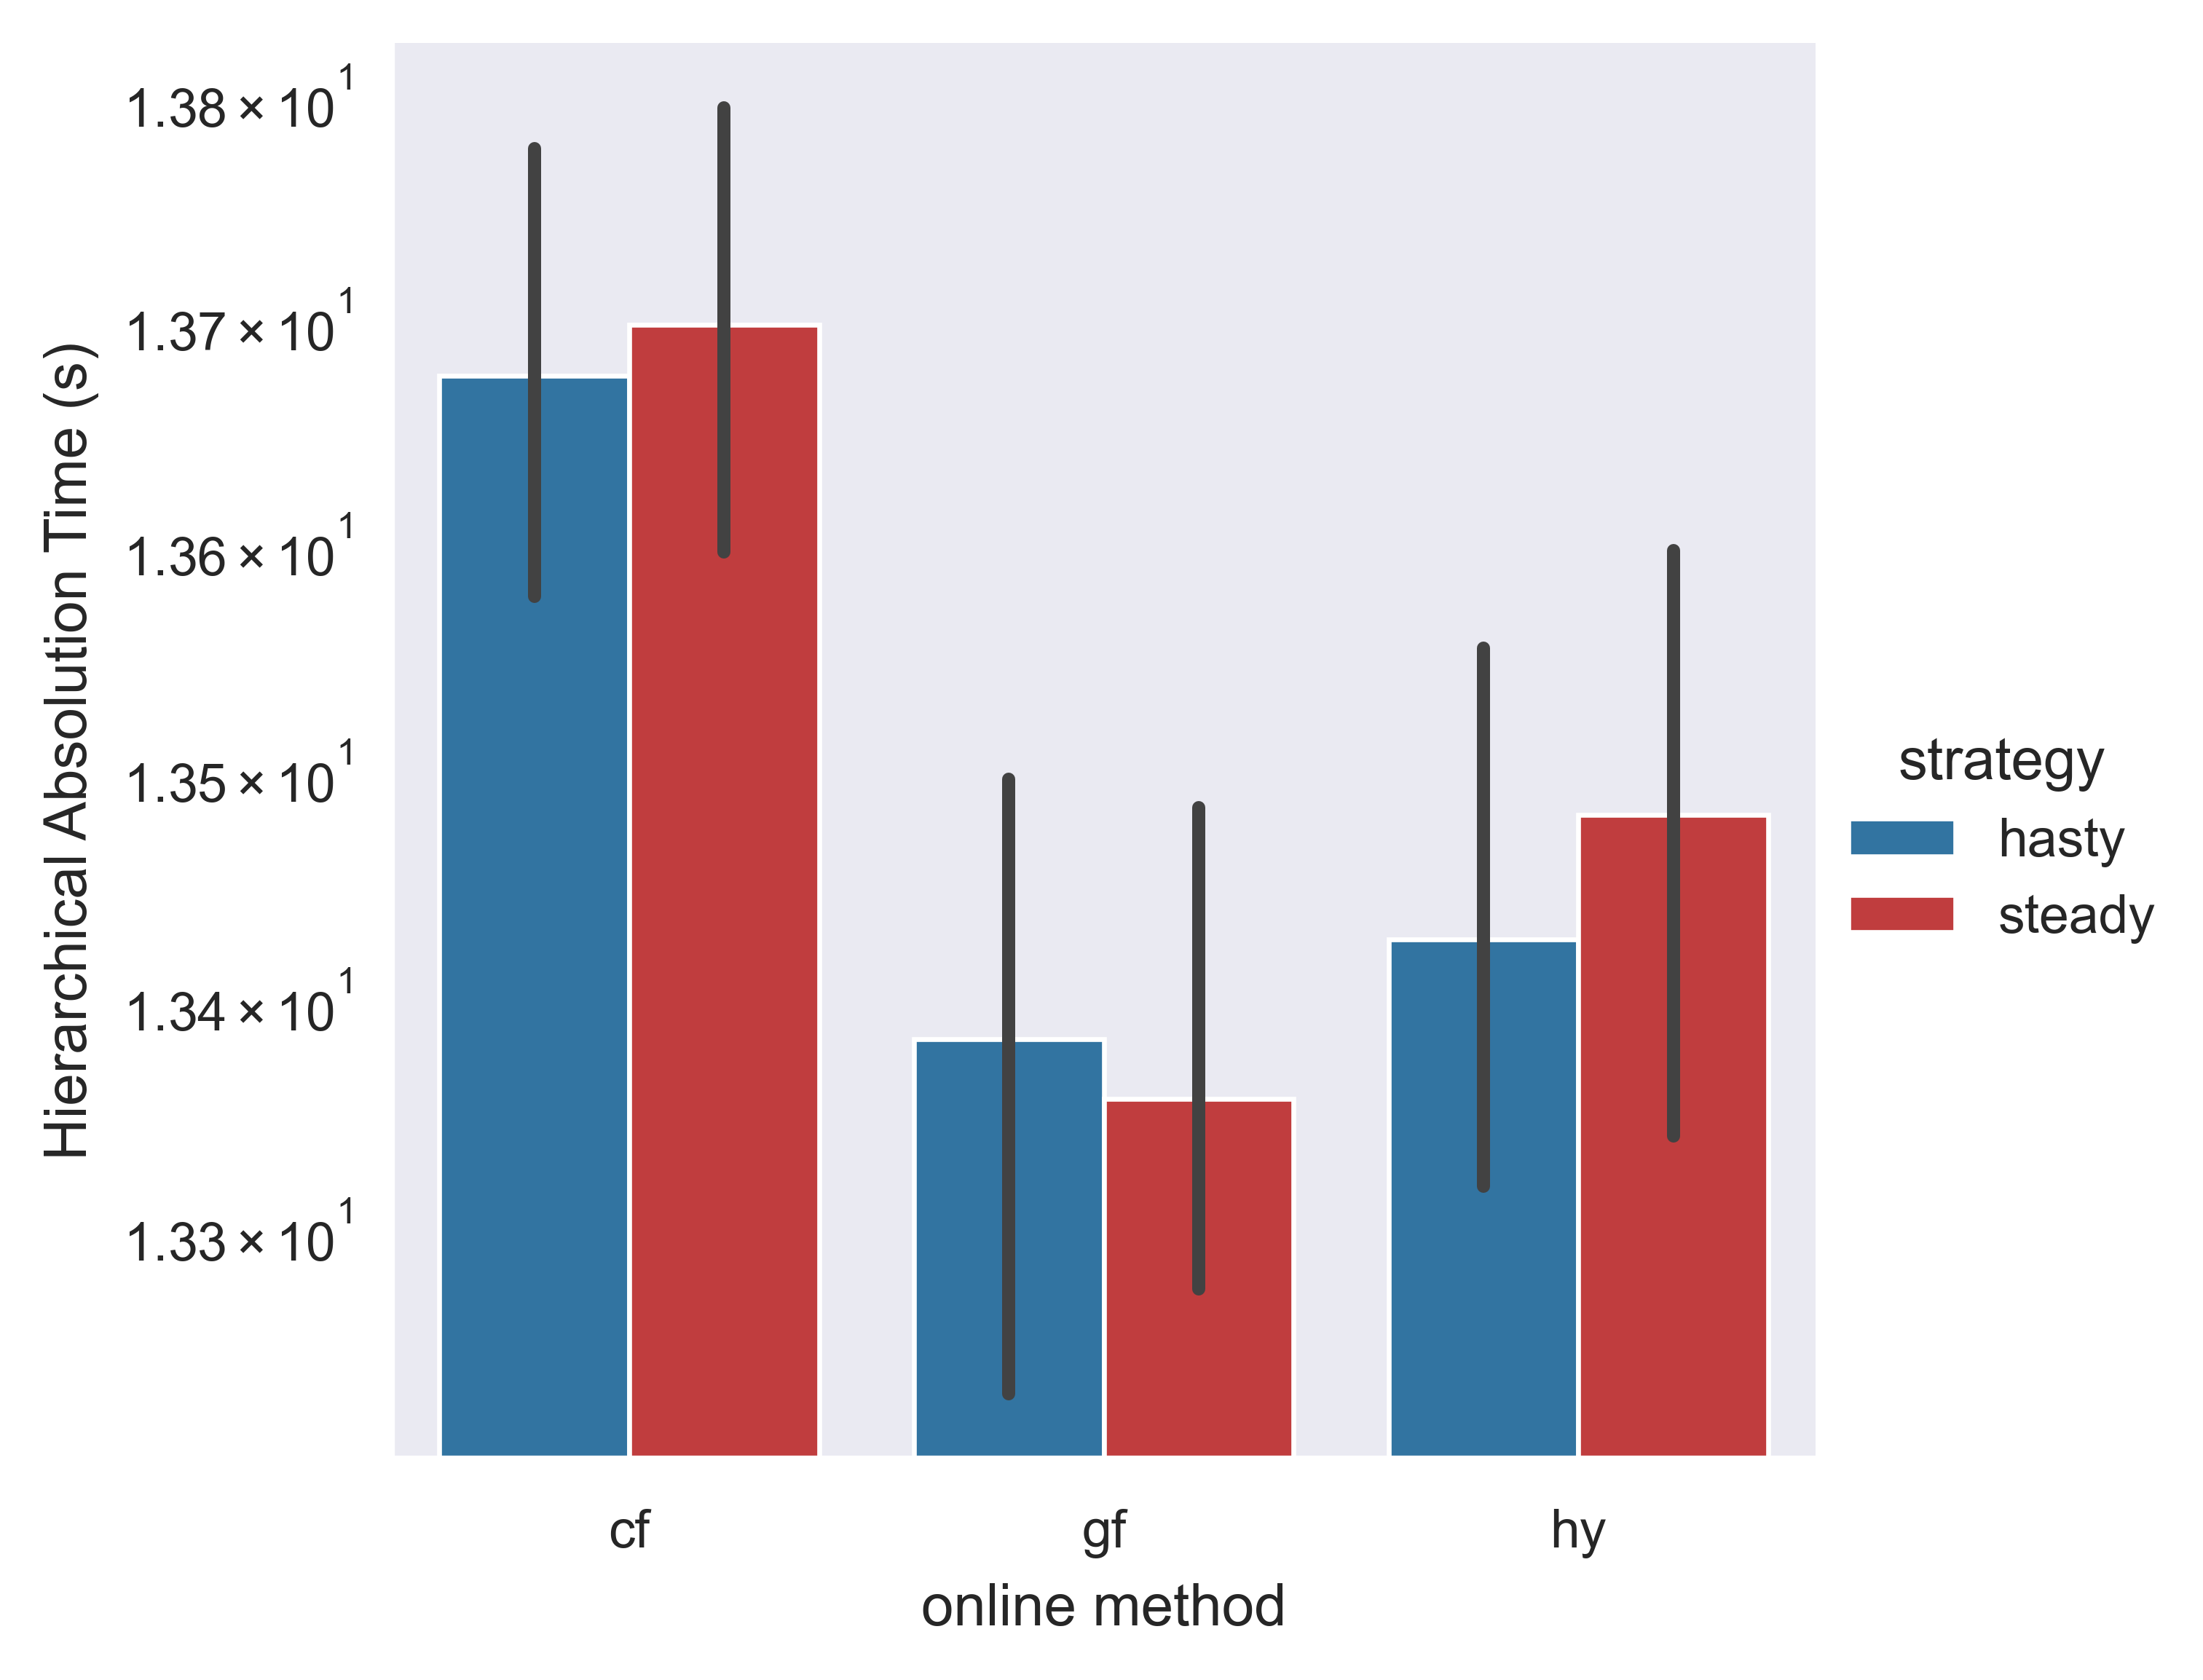 Hierarchical Absolution Time (s)
1.38×10¹
1.37×10¹
1.36×10¹
1.35×10¹
1.34×10¹
1.33×10¹
cf
gf
hy
online method
strategy
hasty
steady